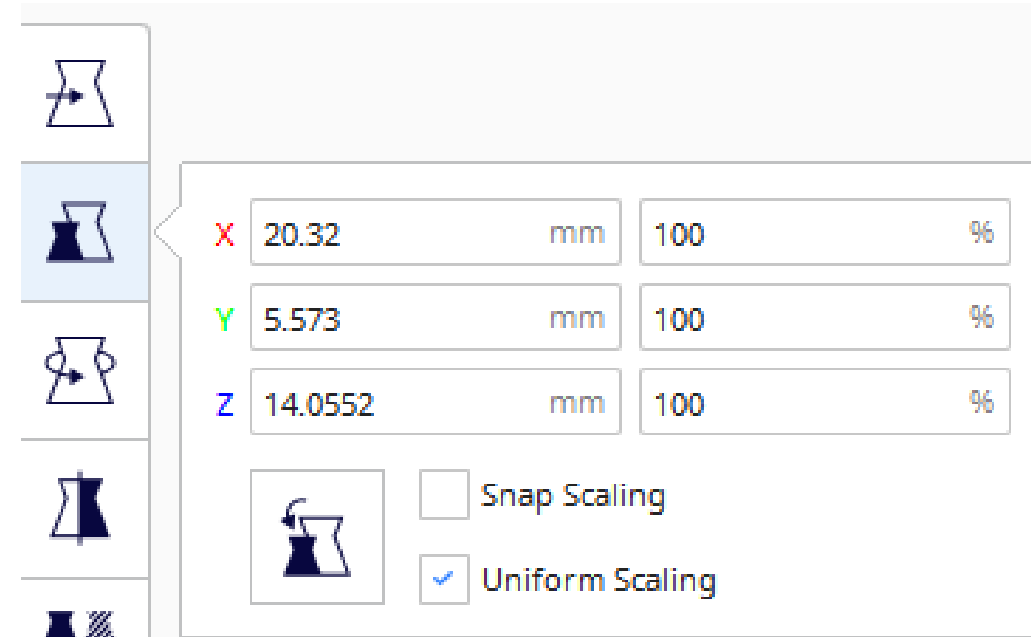 X 20.32 mm 100 %
Y 5.573 mm 100 %
Z 14.0552 mm 100 %
Snap Scaling
Uniform Scaling